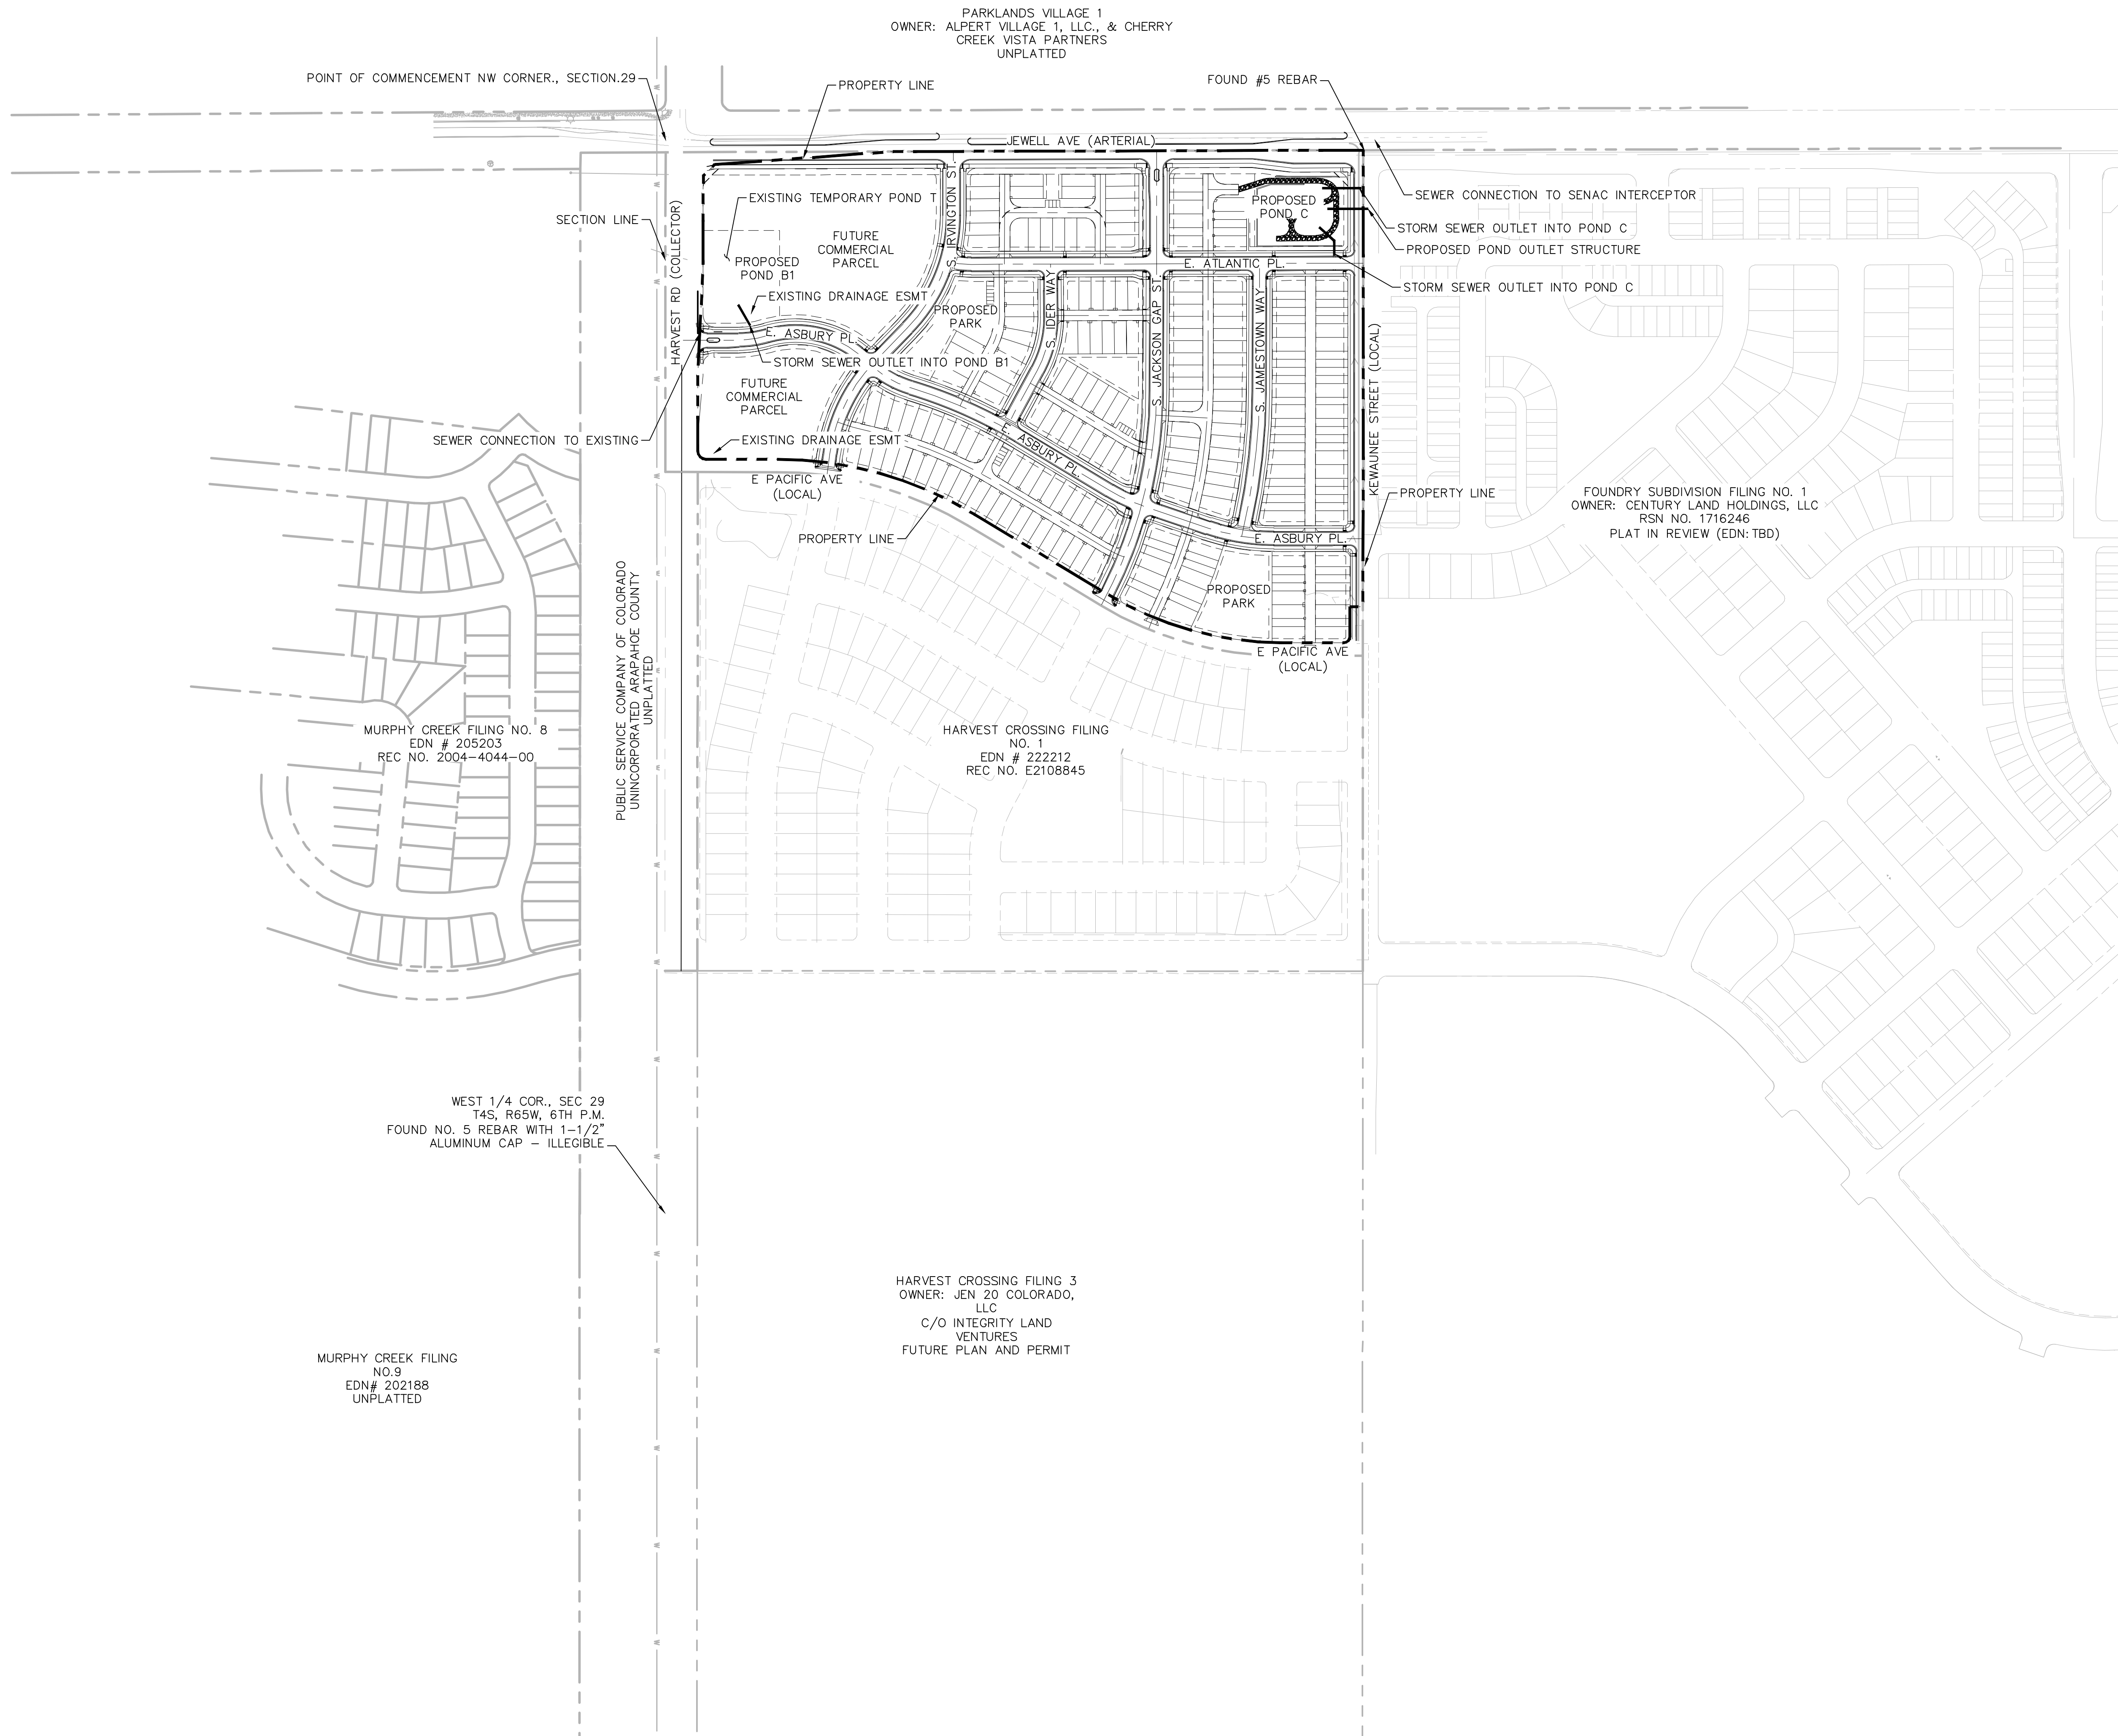 PARKLANDS VILLAGE 1
OWNER: ALPERT VILLAGE 1, LLC., & CHERRY
CREEK VISTA PARTNERS
UNPLATTED
POINT OF COMMENCEMENT NW CORNER., SECTION.29
PROPERTY LINE
FOUND #5 REBAR
JEWELL AVE (ARTERIAL)
SEWER CONNECTION TO SENAC INTERCEPTOR
EXISTING TEMPORARY POND T
PROPOSED
POND C
SECTION LINE
HARVEST RD (COLLECTOR)
S. IRVINGTON S.
STORM SEWER OUTLET INTO POND C
FUTURE
COMMERCIAL
PARCEL
PROPOSED POND OUTLET STRUCTURE
PROPOSED
POND B1
E. ATLANTIC PL.
STORM SEWER OUTLET INTO POND C
EXISTING DRAINAGE ESMT
PROPOSED
PARK
S. IDER WAY
S. JACKSON GAP ST.
S. JAMESTOWN WAY
KEWAUNEE STREET (LOCAL)
E. ASBURY PL.
STORM SEWER OUTLET INTO POND B1
FUTURE
COMMERCIAL
PARCEL
SEWER CONNECTION TO EXISTING
EXISTING DRAINAGE ESMT
E. ASBURY PL.
E PACIFIC AVE
(LOCAL)
PROPERTY LINE
FOUNDRY SUBDIVISION FILING NO. 1
OWNER: CENTURY LAND HOLDINGS, LLC
RSN NO. 1716246
PLAT IN REVIEW (EDN: TBD)
PROPERTY LINE
E. ASBURY PL.
PROPOSED
PARK
E PACIFIC AVE
(LOCAL)
PUBLIC SERVICE COMPANY OF COLORADO
UNINCORPORATED ARAPAHOE COUNTY
UNPLATTED
MURPHY CREEK FILING NO. 8
EDN # 205203
REC NO. 2004-4044-00
HARVEST CROSSING FILING
NO. 1
EDN # 222212
REC NO. E2108845
WEST 1/4 COR., SEC 29
T4S, R65W, 6TH P.M.
FOUND NO. 5 REBAR WITH 1-1/2"
ALUMINUM CAP - ILLEGIBLE
HARVEST CROSSING FILING 3
OWNER: JEN 20 COLORADO,
LLC
C/O INTEGRITY LAND
VENTURES
FUTURE PLAN AND PERMIT
MURPHY CREEK FILING
NO.9
EDN# 202188
UNPLATTED